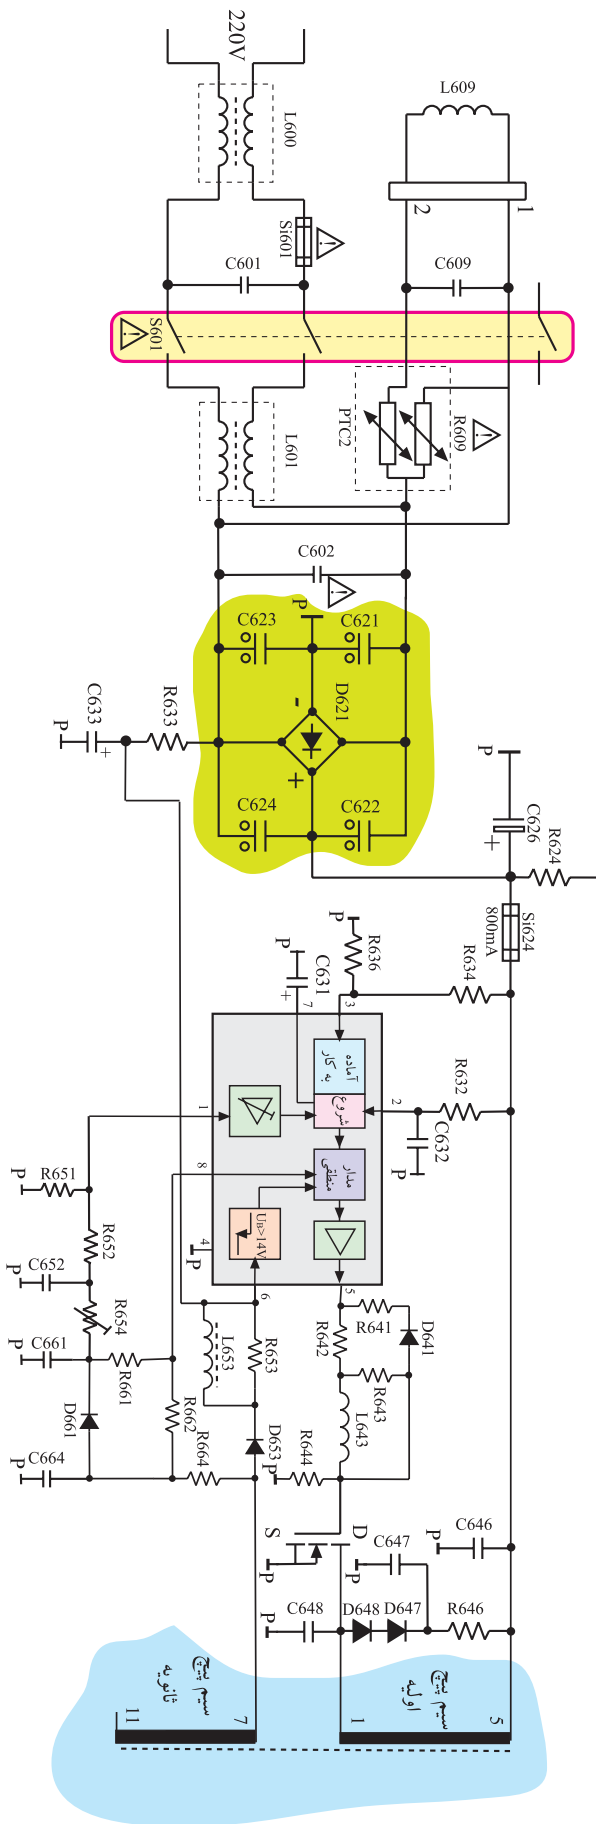 220V
L609
L600
1
2
Si601
C601
C609
S601
L601
PTC2
R609
C602
P
C623
C621
D621
-
+
C624
C622
C633
+
P
R633
P
C626
+
R624
Si624
800mA
P
R636
P
C631
+
7
3
R634
آماده
به کار
شروع
2
R632
C632
P
1
8
مدار
منطقی
UB>14V
4
P
6
5
P
R651
R652
P
C652
R654
P
C661
R661
D661
P
C664
R662
R664
L653
R653
D653
R642
R641
D641
R643
L643
R644
P
S
D
P
P
C647
P
C646
P
C648
D648
D647
R646
سیم پیچ
ثانویه
11
7
سیم پیچ
اولیه
1
5